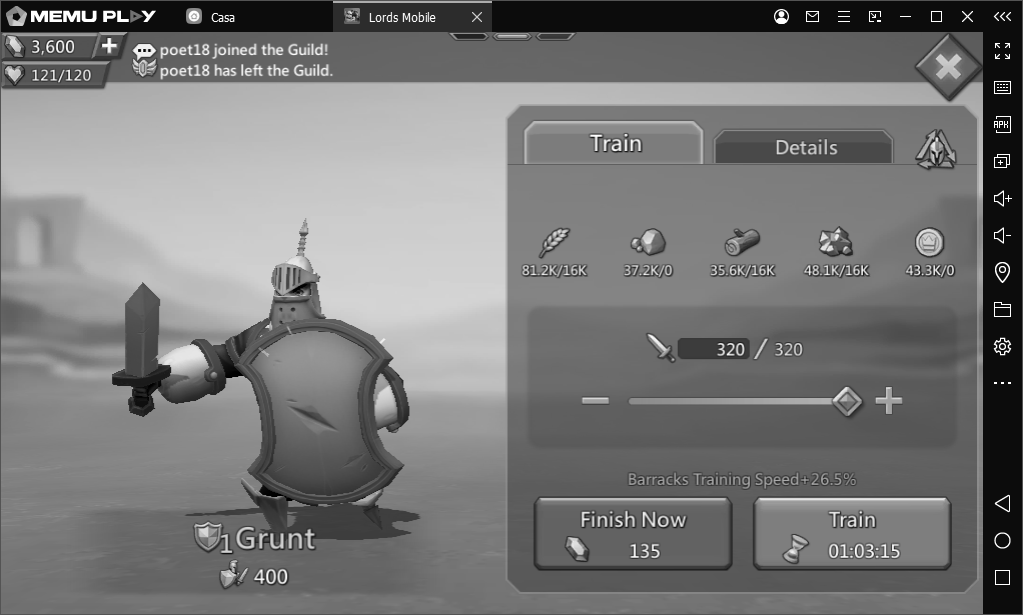 MEMU PLAY
Casa
Lords Mobile
3,600
121/120
poet18 joined the Guild!
poet18 has left the Guild.
Train
Details
APK
81.2K/16K
37.2K/0
35.6K/16K
48.1K/16K
43.3K/0
320 / 320
Barracks Training Speed+26.5%
Finish Now
135
Train
01:03:15
1 Grunt
400